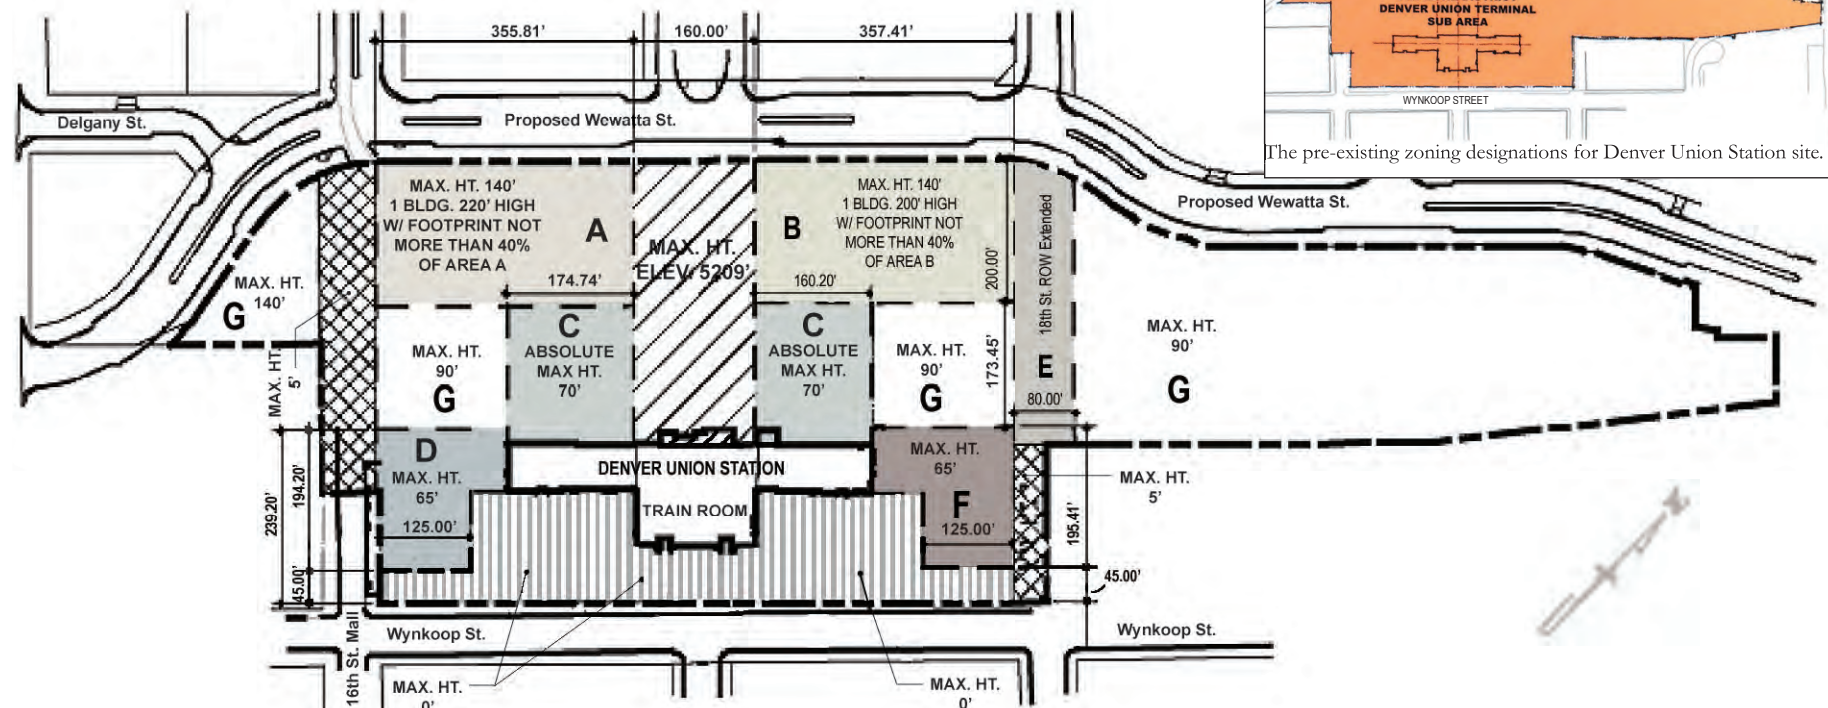 355.81'
160.00'
357.41'
DENVER UNION TERMINAL
SUB AREA
WYNKOOP STREET
The pre-existing zoning designations for Denver Union Station site.
Delgany St.
Proposed Wewatta St.
Proposed Wewatta St.
MAX. HT. 140'
1 BLDG. 220' HIGH
W/ FOOTPRINT NOT
MORE THAN 40%
OF AREA A
A
MAX. HT.
ELEV. 5209'
B
MAX. HT. 140'
1 BLDG. 200' HIGH
W/ FOOTPRINT NOT
MORE THAN 40%
OF AREA B
200.00'
18th St. ROW Extended
174.74'
160.20'
MAX. HT.
140'
G
MAX. HT.
5'
MAX. HT.
90'
G
C
ABSOLUTE
MAX HT.
70'
C
ABSOLUTE
MAX HT.
70'
MAX. HT.
90'
G
173.45'
E
80.00'
MAX. HT.
90'
G
D
MAX. HT.
65'
125.00'
DENVER UNION STATION
TRAIN ROOM
MAX. HT.
65'
F
125.00'
MAX. HT.
5'
239.20'
194.20'
45.00'
195.41'
45.00'
Wynkoop St.
Wynkoop St.
16th St. Mall
MAX. HT.
0'
MAX. HT.
0'